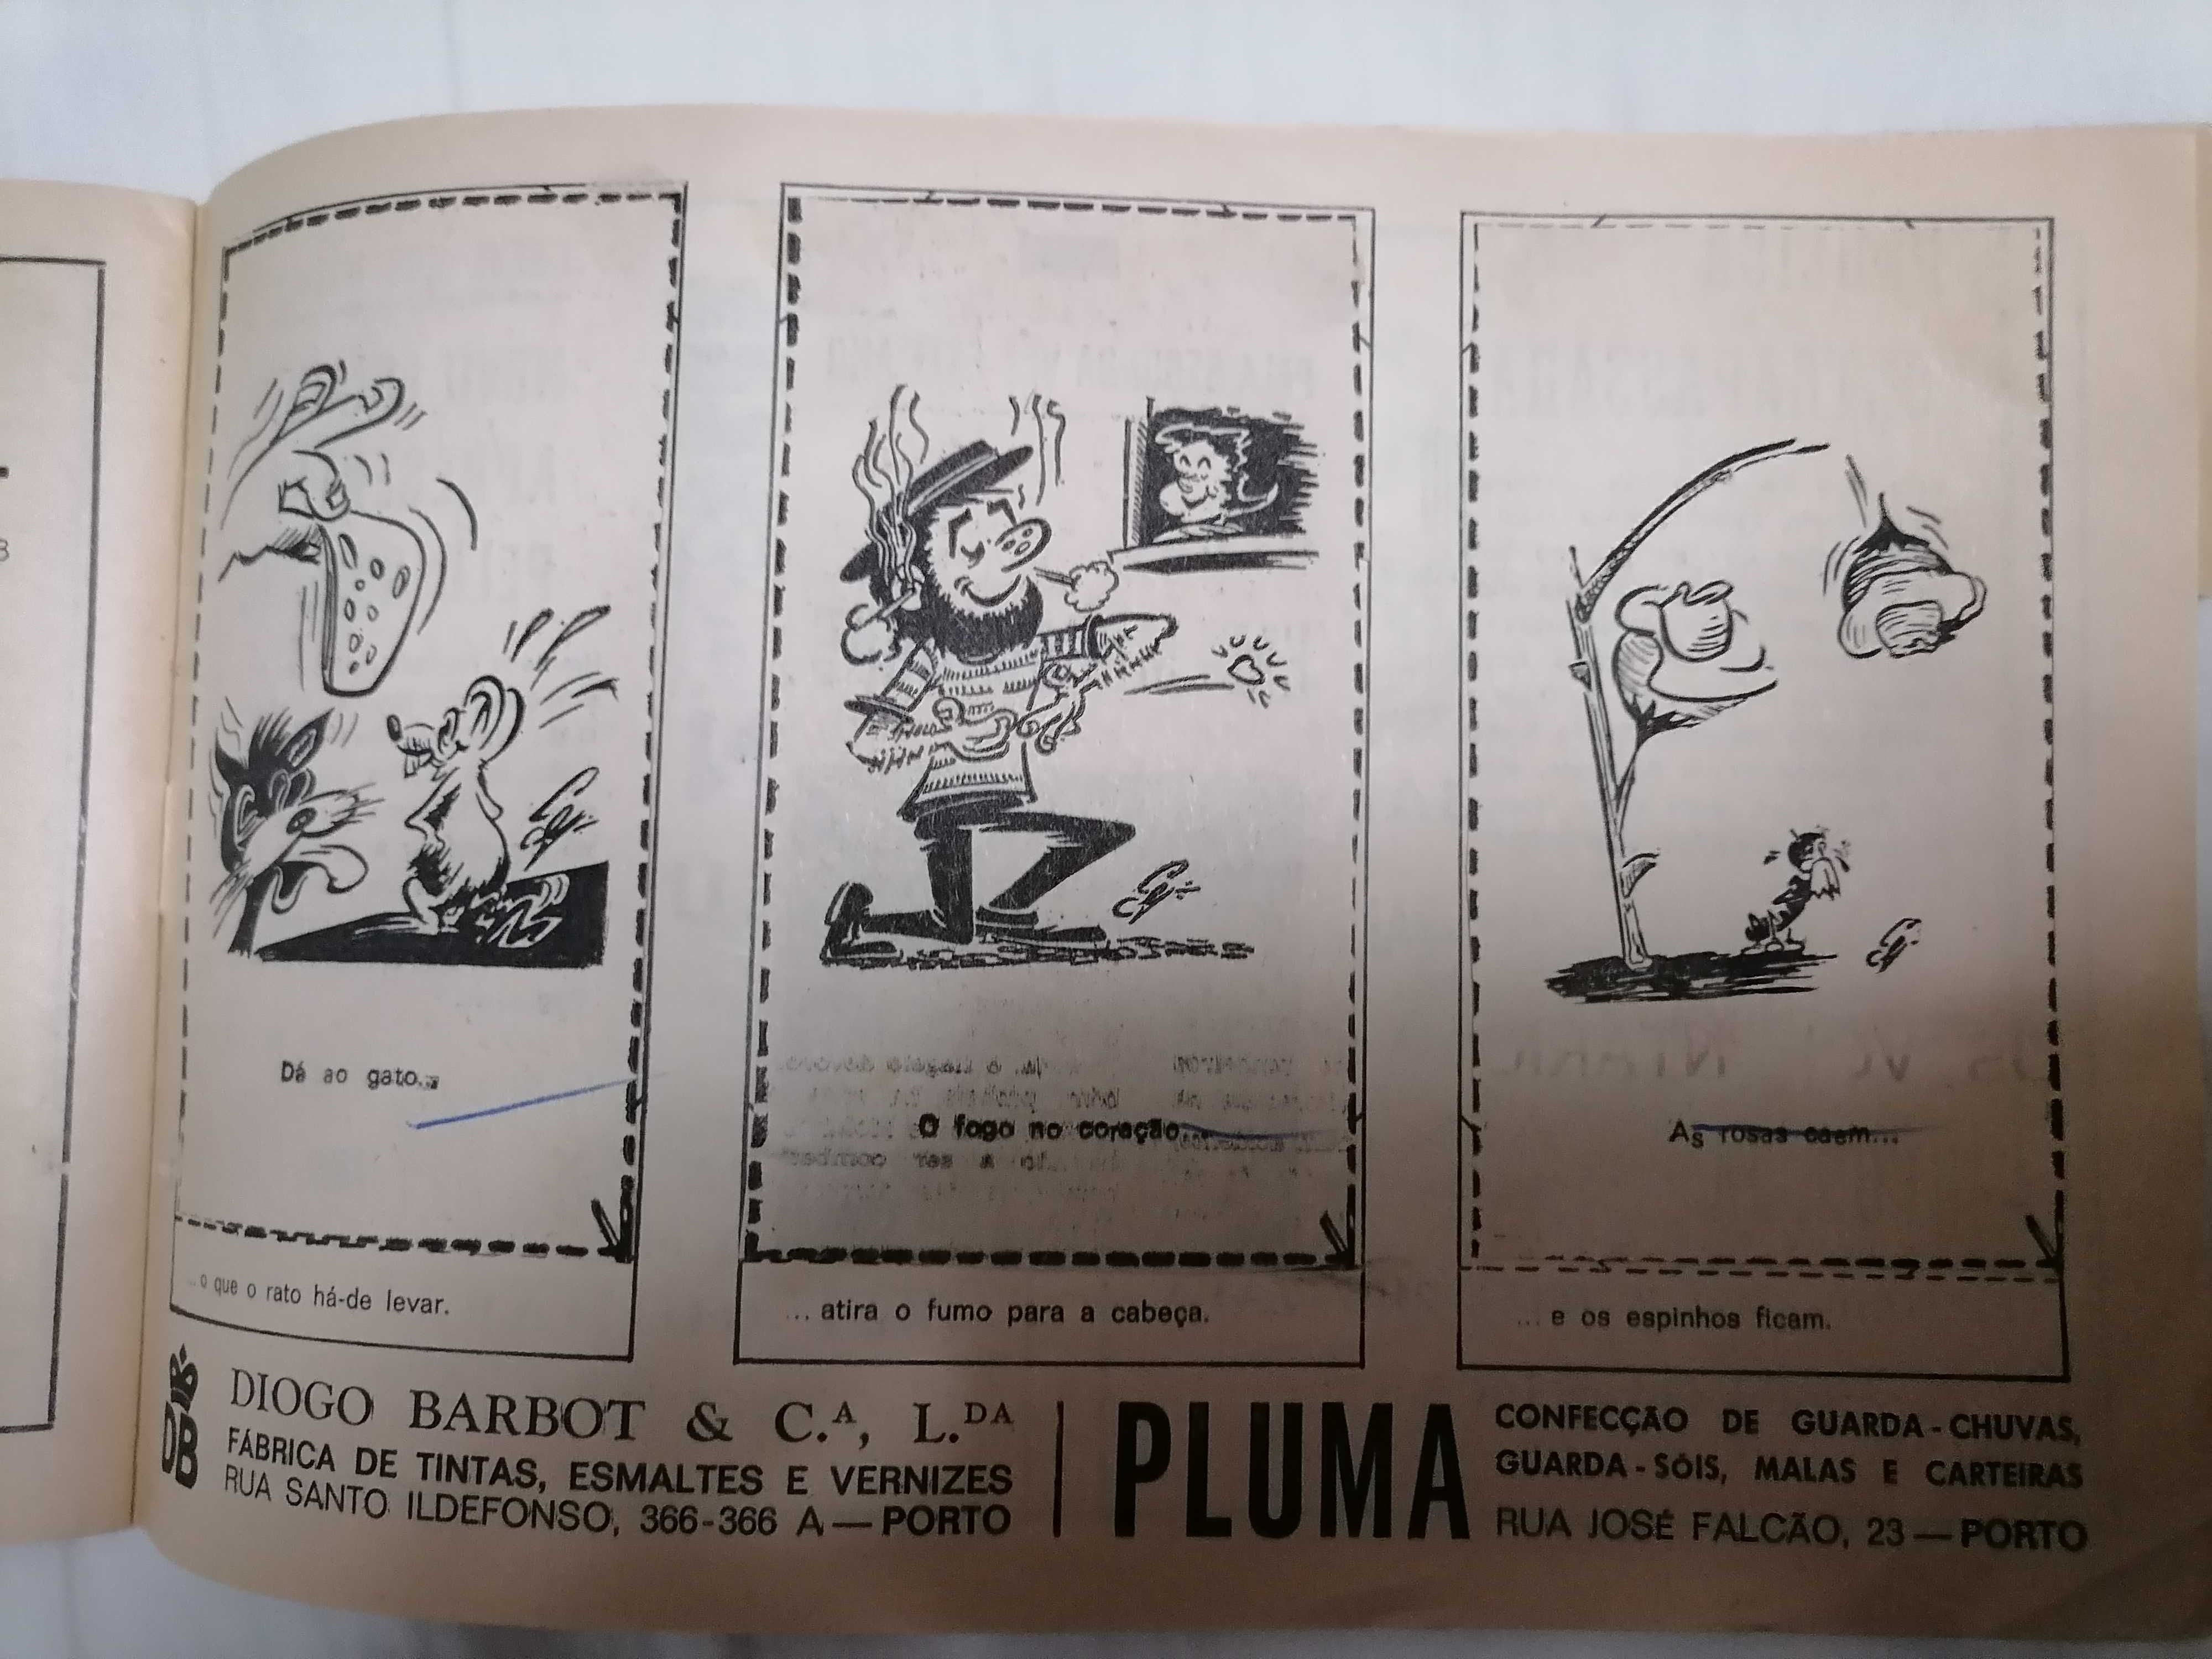 Dá ao gato...
...o que o rato há-de levar.
O fogo no coração...
... atira o fumo para a cabeça.
As rosas caem...
... e os espinhos ficam.
DB
DIOGO BARBOT & C.ᴬ, L.ᴰᴬ
FÁBRICA DE TINTAS, ESMALTES E VERNIZES
RUA SANTO ILDEFONSO, 366-366 A — PORTO
PLUMA
CONFECÇÃO DE GUARDA-CHUVAS,
GUARDA-SÓIS, MALAS E CARTEIRAS
RUA JOSÉ FALCÃO, 23 — PORTO